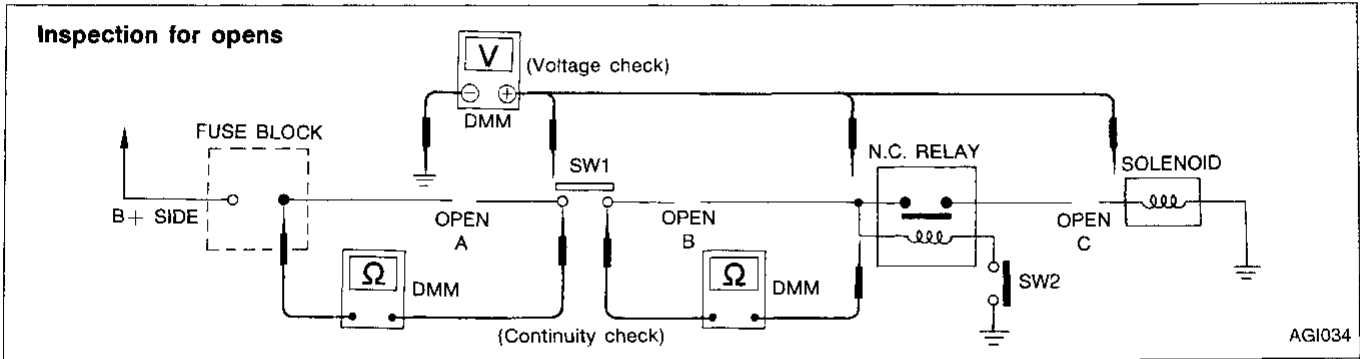 Inspection for opens
V
(Voltage check)
− +
DMM
FUSE BLOCK
SW1
N.C. RELAY
SOLENOID
B+ SIDE
OPEN
A
OPEN
B
OPEN
C
Ω
DMM
Ω
DMM
SW2
(Continuity check)
AGI034